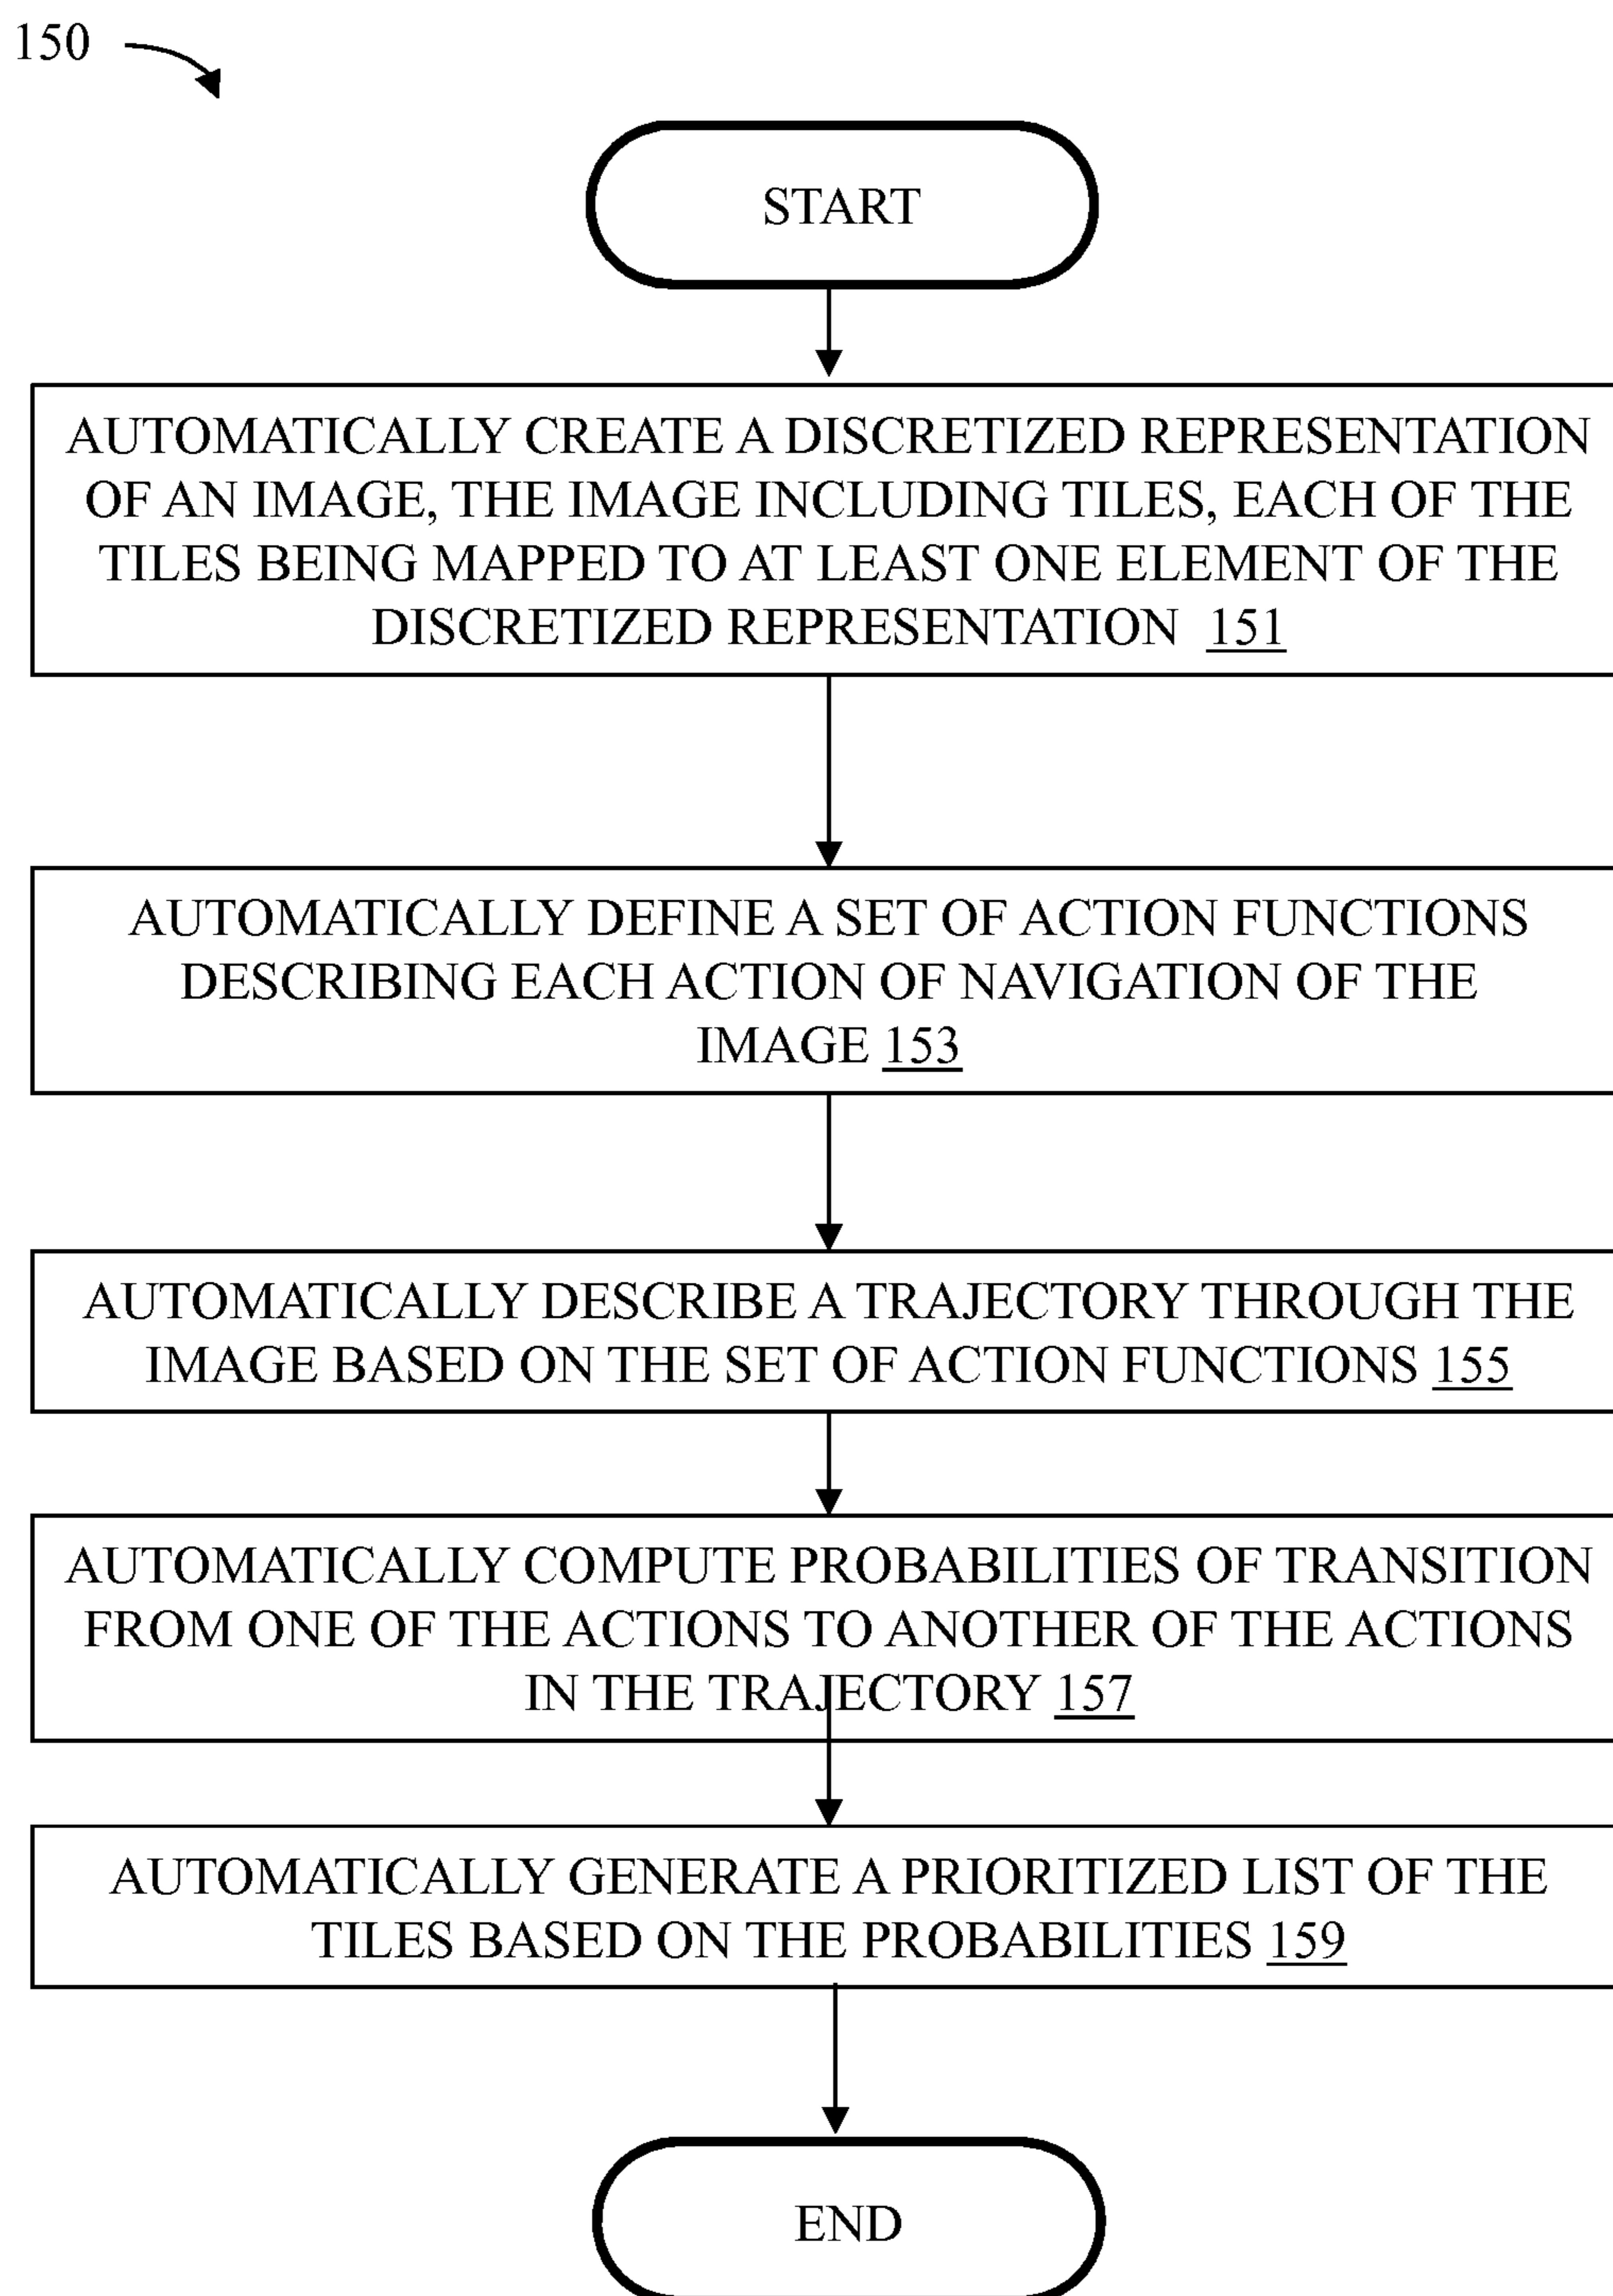 150
START
AUTOMATICALLY CREATE A DISCRETIZED REPRESENTATION
OF AN IMAGE, THE IMAGE INCLUDING TILES, EACH OF THE
TILES BEING MAPPED TO AT LEAST ONE ELEMENT OF THE
DISCRETIZED REPRESENTATION 151
AUTOMATICALLY DEFINE A SET OF ACTION FUNCTIONS
DESCRIBING EACH ACTION OF NAVIGATION OF THE
IMAGE 153
AUTOMATICALLY DESCRIBE A TRAJECTORY THROUGH THE
IMAGE BASED ON THE SET OF ACTION FUNCTIONS 155
AUTOMATICALLY COMPUTE PROBABILITIES OF TRANSITION
FROM ONE OF THE ACTIONS TO ANOTHER OF THE ACTIONS
IN THE TRAJECTORY 157
AUTOMATICALLY GENERATE A PRIORITIZED LIST OF THE
TILES BASED ON THE PROBABILITIES 159
END